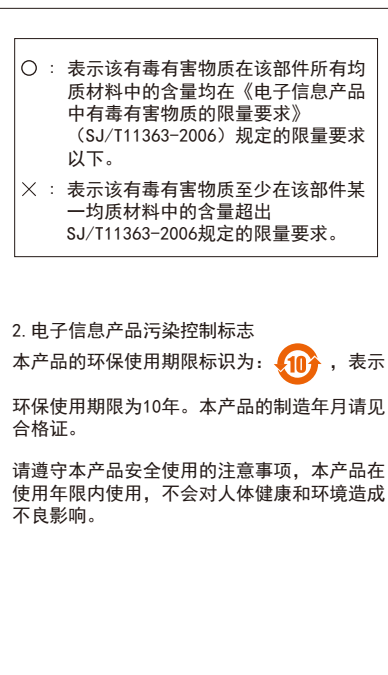 ○ : 表示该有毒有害物质在该部件所有均
质材料中的含量均在《电子信息产品
中有毒有害物质的限量要求》
(SJ/T11363-2006) 规定的限量要求
以下。
× : 表示该有毒有害物质至少在该部件某
一均质材料中的含量超出
SJ/T11363-2006规定的限量要求。
2.电子信息产品污染控制标志
本产品的环保使用期限标识为: 10 , 表示
环保使用期限为10年。本产品的制造年月请见
合格证。
请遵守本产品安全使用的注意事项, 本产品在
使用年限内使用, 不会对人体健康和环境造成
不良影响。